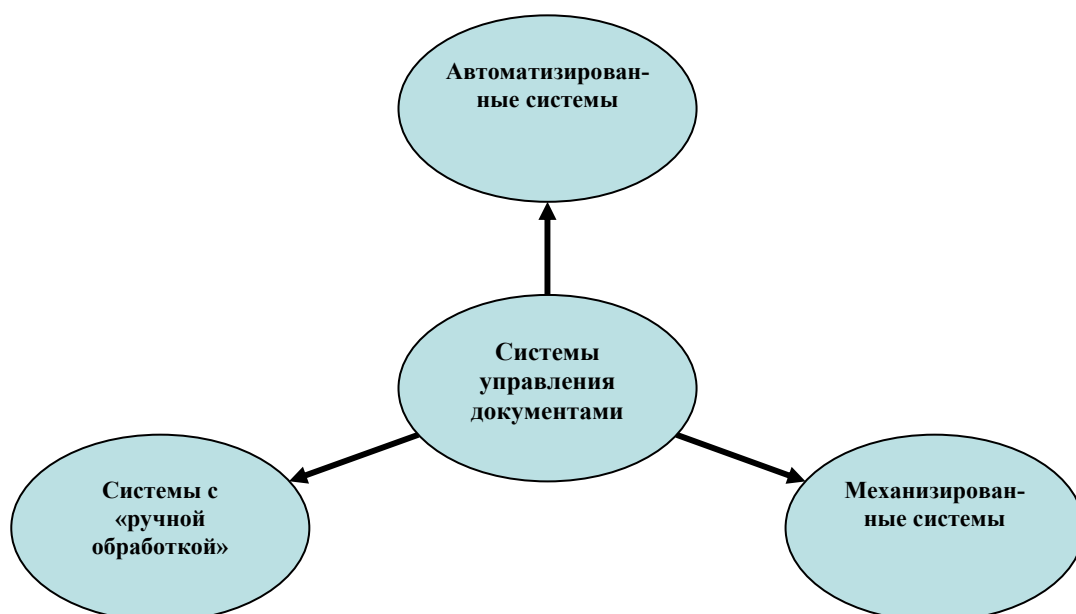 Автоматизирован-
ные системы
Системы
управления
документами
Системы с
«ручной
обработкой»
Механизирован-
ные системы